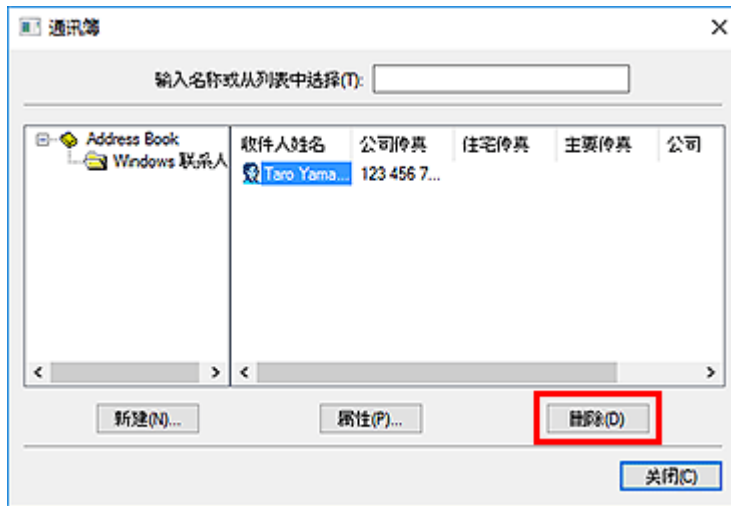 通讯簿
输入名称或从列表中选择(T):
Address Book
Windows 联系人
收件人姓名 公司传真 住宅传真 主要传真 公司
Taro Yama... 123 456 7...
新建(N)... 属性(P)... 删除(D)
关闭(C)